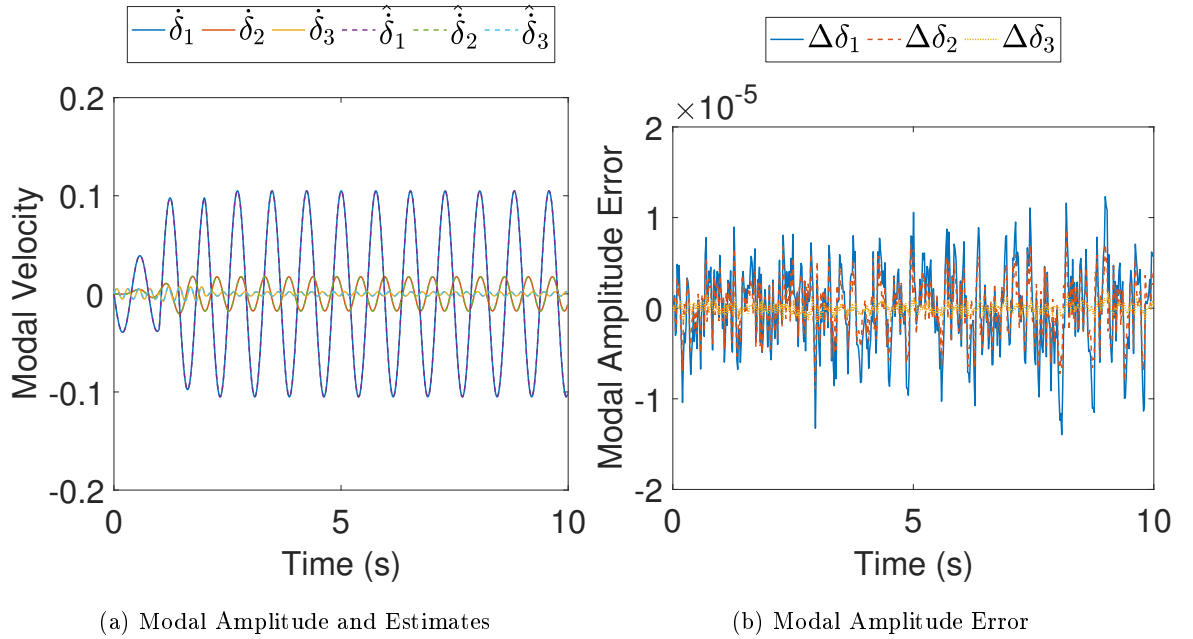 δ̇₁ δ̇₂ δ̇₃ δ̇̂₁ δ̇̂₂ δ̇̂₃
0.2
0.1
0
-0.1
-0.2
Modal Velocity
0 5 10
Time (s)
(a) Modal Amplitude and Estimates
Δδ₁ Δδ₂ Δδ₃
×10⁻⁵
2
1
0
-1
-2
Modal Amplitude Error
0 5 10
Time (s)
(b) Modal Amplitude Error